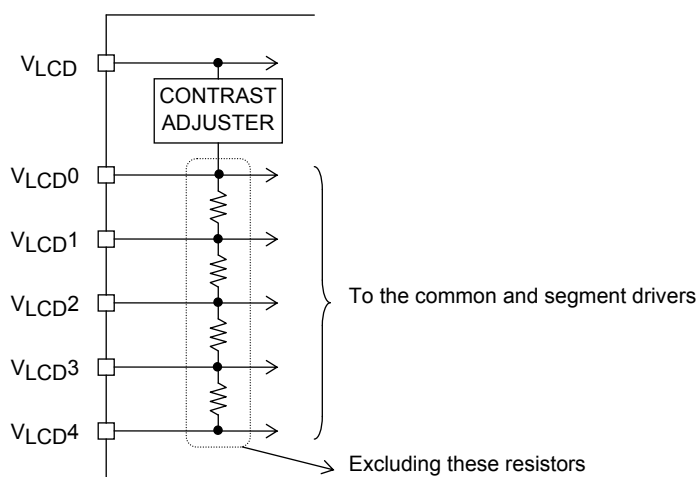 VLCD
CONTRAST
ADJUSTER
VLCD0
VLCD1
VLCD2
To the common and segment drivers
VLCD3
VLCD4
Excluding these resistors